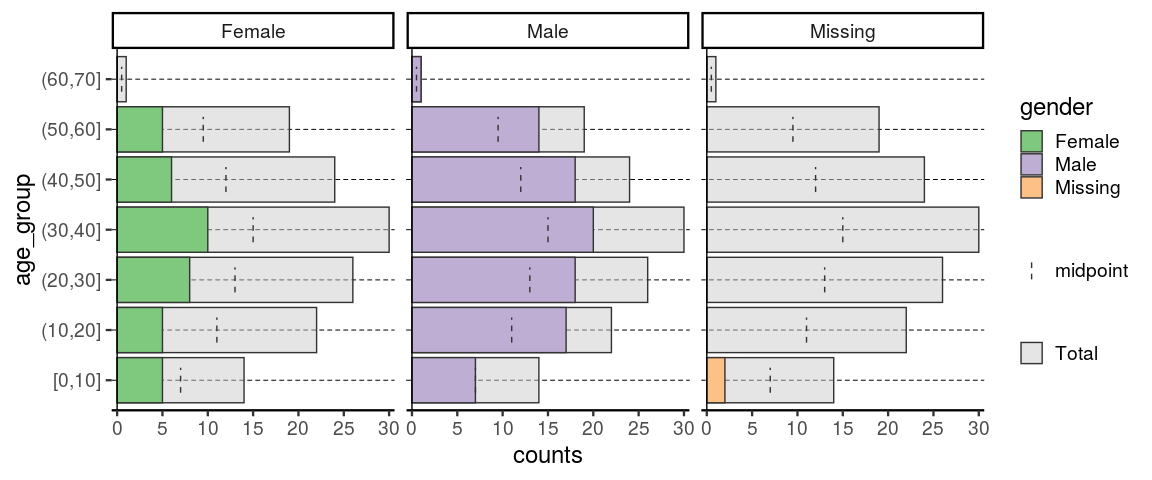 Female
Male
Missing
(60,70]
(50,60]
(40,50]
(30,40]
(20,30]
(10,20]
[0,10]
age_group
0 5 10 15 20 25 30
0 5 10 15 20 25 30
0 5 10 15 20 25 30
counts
gender
Female
Male
Missing
midpoint
Total